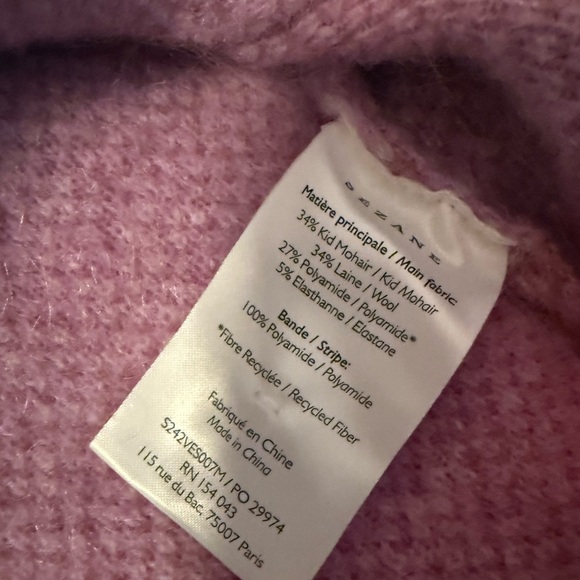 SEZANE
Matière principale / Main fabric:
34% Kid Mohair / Kid Mohair
34% Laine / Wool
27% Polyamide / Polyamide*
5% Elasthanne / Elastane
Bande / Stripe:
100% Polyamide / Polyamide
*Fibre Recyclée / Recycled Fiber
Fabriqué en Chine
Made in China
S242VES007M / PO 29974
RN 154 043
115 rue du Bac, 75007 Paris